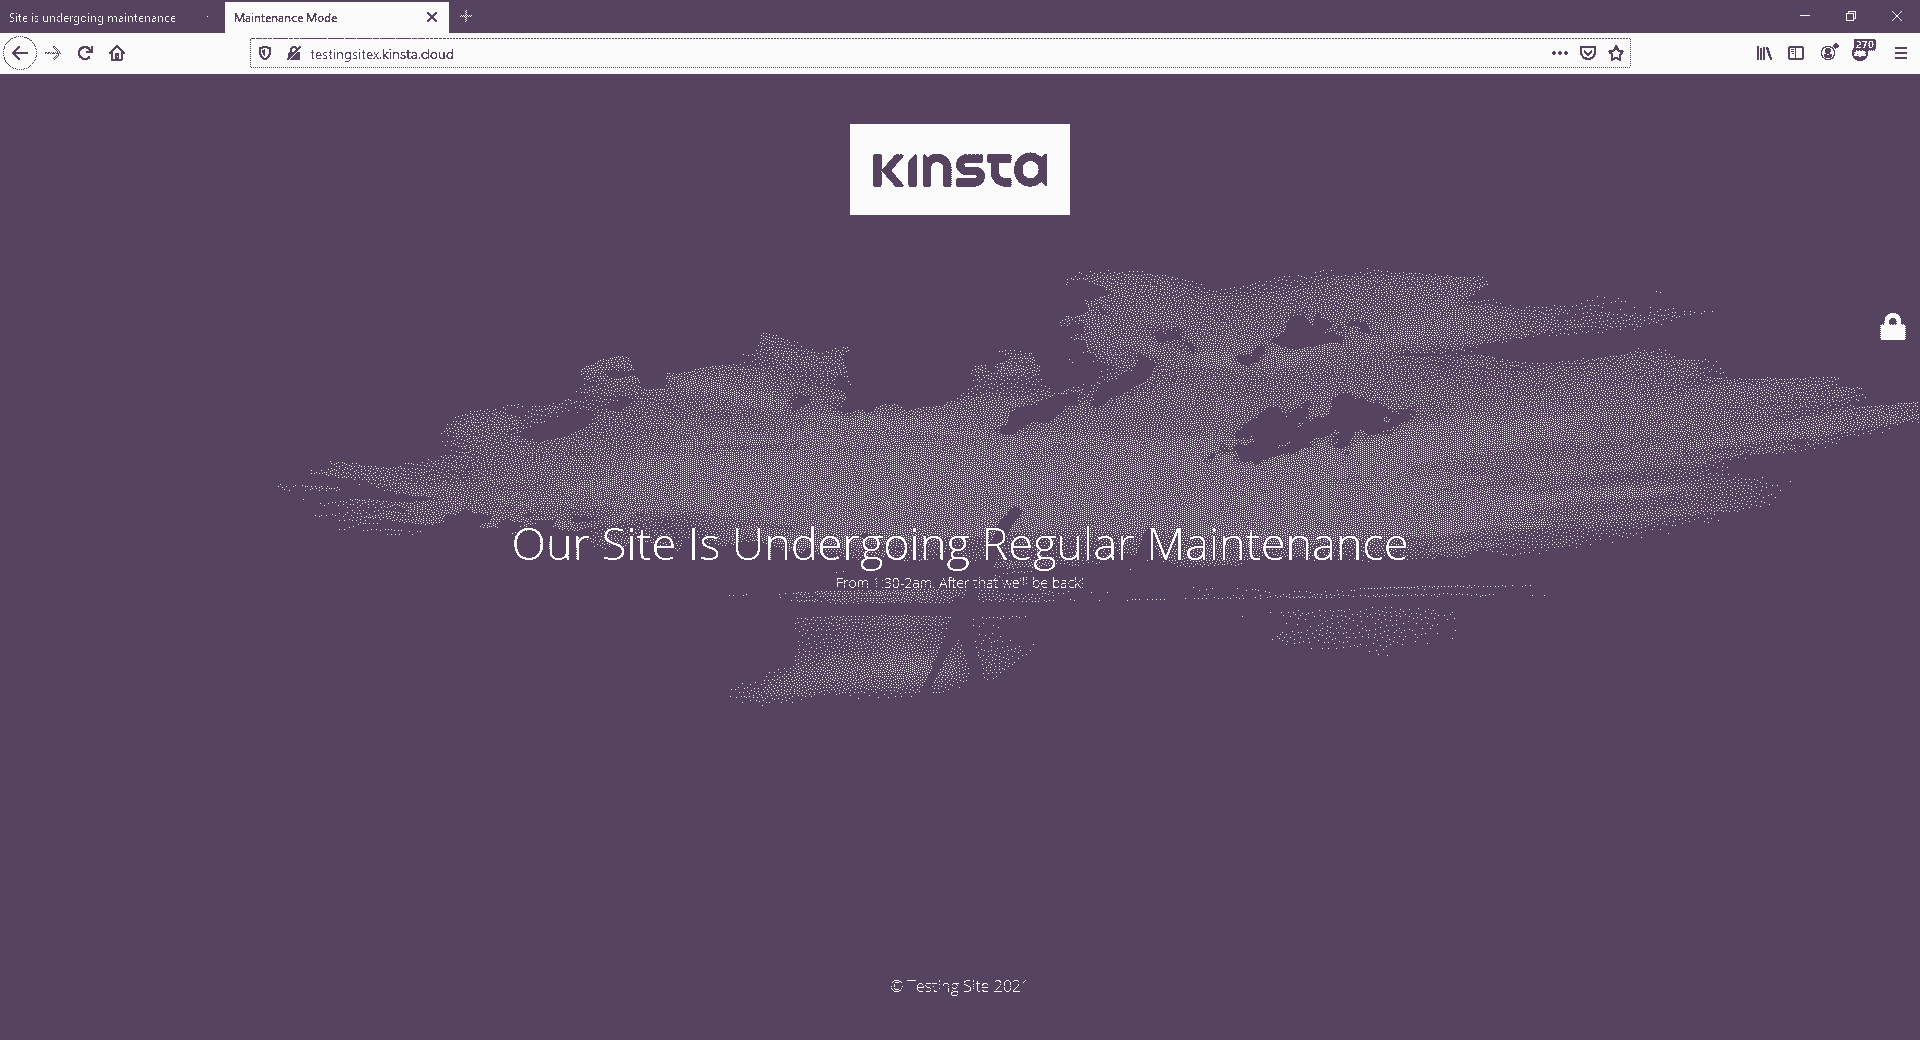 Site is undergoing maintenance
Maintenance Mode
testingsitex.kinsta.cloud
270
KINSTA
Our Site Is Undergoing Regular Maintenance
From 1:30-2am. After that we'll be back!
© Testing Site 2021